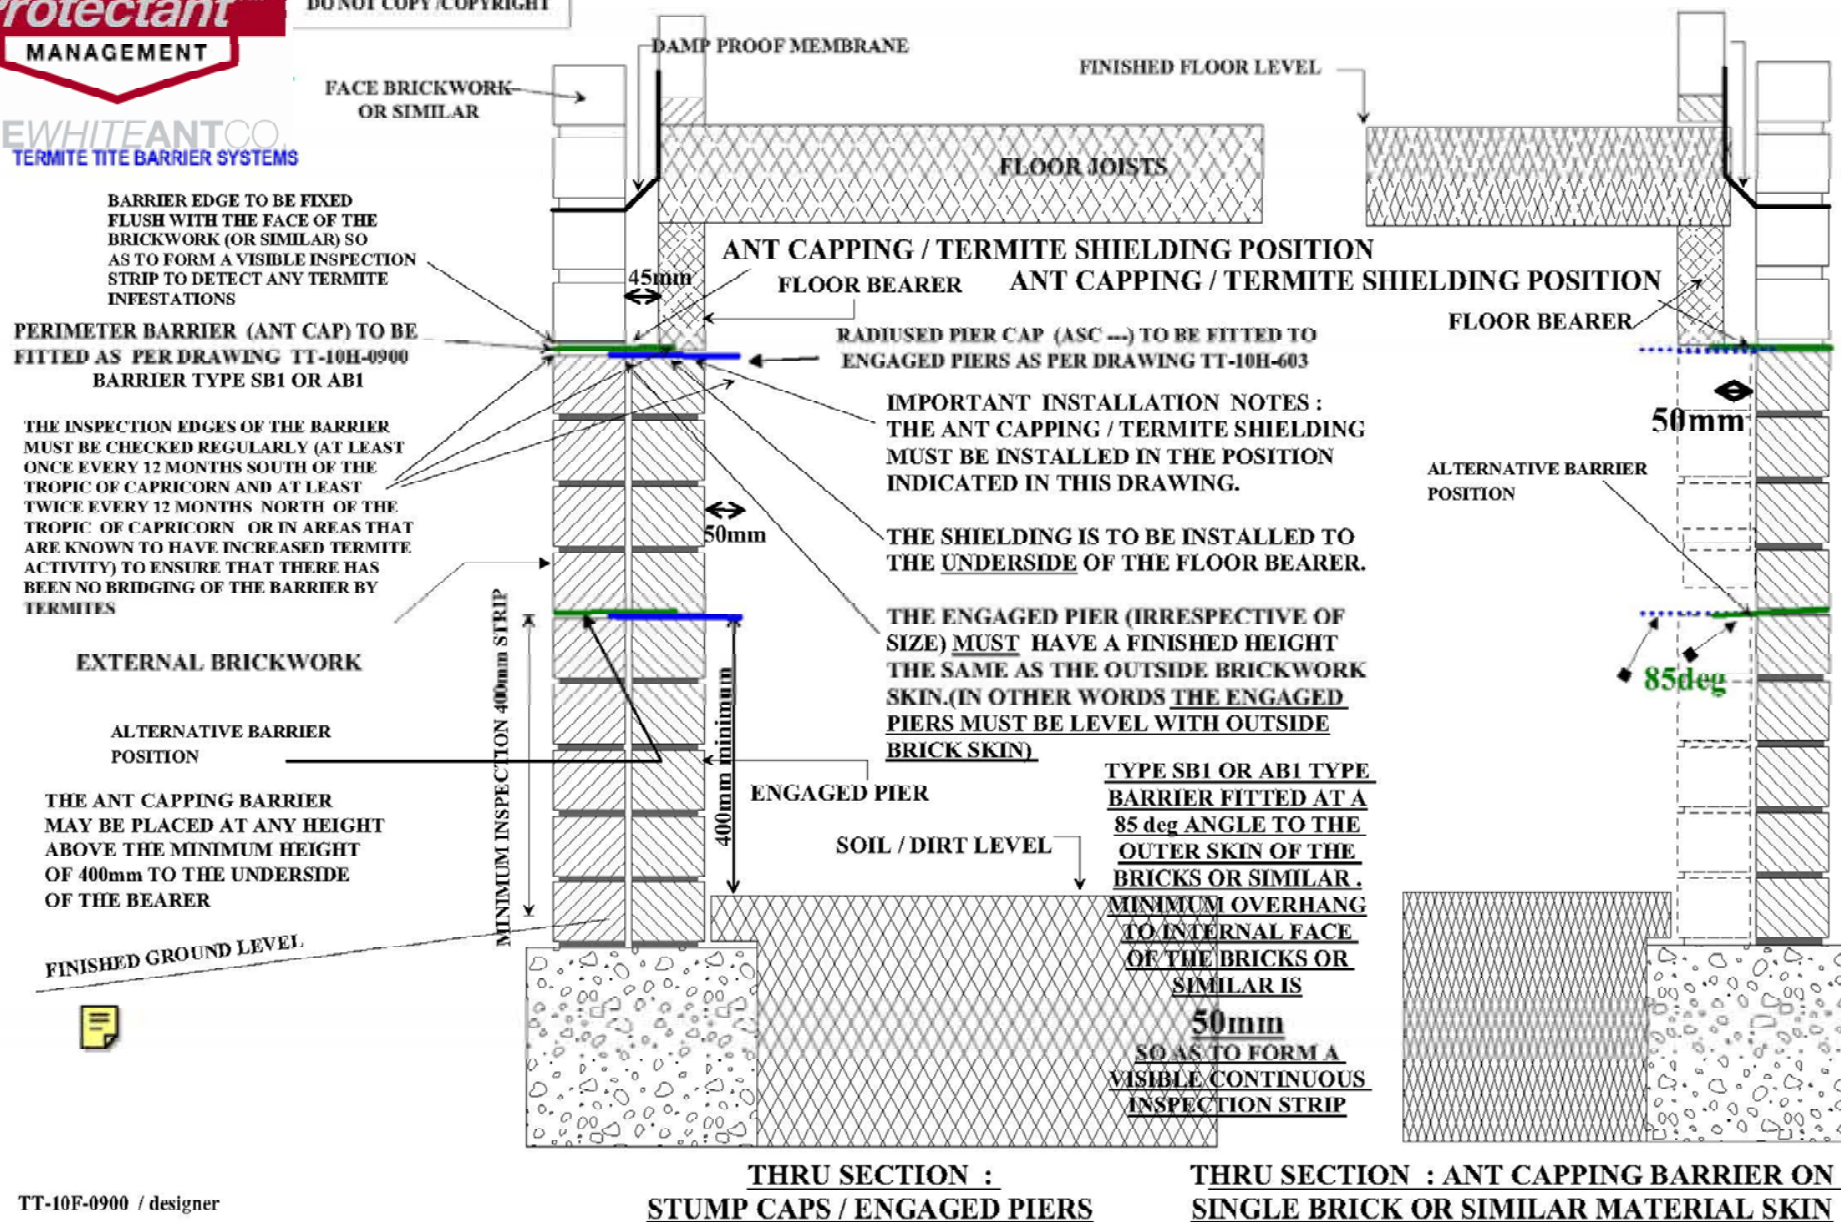 rotectant
MANAGEMENT
DO NOT COPY /COPYRIGHT
EWHITEANTCO
TERMITE TITE BARRIER SYSTEMS
FACE BRICKWORK
OR SIMILAR
DAMP PROOF MEMBRANE
FINISHED FLOOR LEVEL
FLOOR JOISTS
BARRIER EDGE TO BE FIXED
FLUSH WITH THE FACE OF THE
BRICKWORK (OR SIMILAR) SO
AS TO FORM A VISIBLE INSPECTION
STRIP TO DETECT ANY TERMITE
INFESTATIONS
45mm
ANT CAPPING / TERMITE SHIELDING POSITION
FLOOR BEARER
ANT CAPPING / TERMITE SHIELDING POSITION
FLOOR BEARER
PERIMETER BARRIER (ANT CAP) TO BE
FITTED AS PER DRAWING TT-10H-0900
BARRIER TYPE SB1 OR AB1
RADIUSED PIER CAP (ASC ---) TO BE FITTED TO
ENGAGED PIERS AS PER DRAWING TT-10H-603
THE INSPECTION EDGES OF THE BARRIER
MUST BE CHECKED REGULARLY (AT LEAST
ONCE EVERY 12 MONTHS SOUTH OF THE
TROPIC OF CAPRICORN AND AT LEAST
TWICE EVERY 12 MONTHS NORTH OF THE
TROPIC OF CAPRICORN OR IN AREAS THAT
ARE KNOWN TO HAVE INCREASED TERMITE
ACTIVITY) TO ENSURE THAT THERE HAS
BEEN NO BRIDGING OF THE BARRIER BY
TERMITES
IMPORTANT INSTALLATION NOTES :
THE ANT CAPPING / TERMITE SHIELDING
MUST BE INSTALLED IN THE POSITION
INDICATED IN THIS DRAWING.
50mm
THE SHIELDING IS TO BE INSTALLED TO
THE UNDERSIDE OF THE FLOOR BEARER.
50mm
ALTERNATIVE BARRIER
POSITION
THE ENGAGED PIER (IRRESPECTIVE OF
SIZE) MUST HAVE A FINISHED HEIGHT
THE SAME AS THE OUTSIDE BRICKWORK
SKIN.(IN OTHER WORDS THE ENGAGED
PIERS MUST BE LEVEL WITH OUTSIDE
BRICK SKIN)
85deg
EXTERNAL BRICKWORK
MINIMUM INSPECTION 400mm STRIP
400mm minimum
ALTERNATIVE BARRIER
POSITION
ENGAGED PIER
THE ANT CAPPING BARRIER
MAY BE PLACED AT ANY HEIGHT
ABOVE THE MINIMUM HEIGHT
OF 400mm TO THE UNDERSIDE
OF THE BEARER
SOIL / DIRT LEVEL
TYPE SB1 OR AB1 TYPE
BARRIER FITTED AT A
85 deg ANGLE TO THE
OUTER SKIN OF THE
BRICKS OR SIMILAR .
MINIMUM OVERHANG
TO INTERNAL FACE
OF THE BRICKS OR
SIMILAR IS
50mm
SO AS TO FORM A
VISIBLE CONTINUOUS
INSPECTION STRIP
FINISHED GROUND LEVEL
THRU SECTION :
STUMP CAPS / ENGAGED PIERS
THRU SECTION : ANT CAPPING BARRIER ON
SINGLE BRICK OR SIMILAR MATERIAL SKIN
TT-10F-0900 / designer